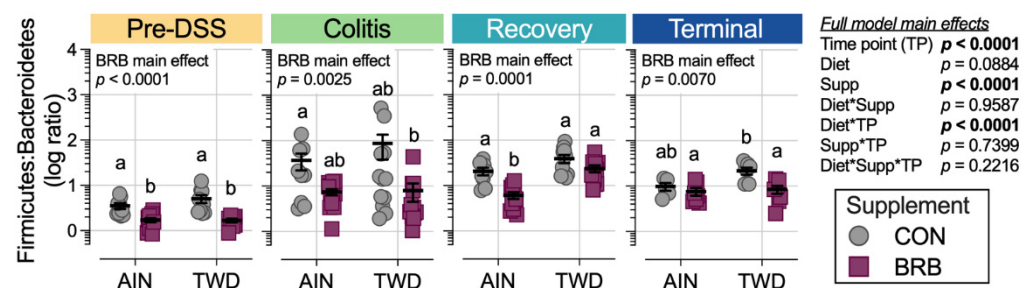 Pre-DSS
Colitis
Recovery
Terminal
Firmicutes:Bacteroidetes
(log ratio)
4
3
2
1
0
BRB main effect
p < 0.0001
a
b
a
b
AIN
TWD
BRB main effect
p = 0.0025
a
ab
ab
b
AIN
TWD
BRB main effect
p = 0.0001
a
b
a
a
AIN
TWD
BRB main effect
p = 0.0070
ab
a
b
a
AIN
TWD
Full model main effects
Time point (TP) p < 0.0001
Diet p = 0.0884
Supp p < 0.0001
Diet*Supp p = 0.9587
Diet*TP p < 0.0001
Supp*TP p = 0.7399
Diet*Supp*TP p = 0.2216
Supplement
CON
BRB